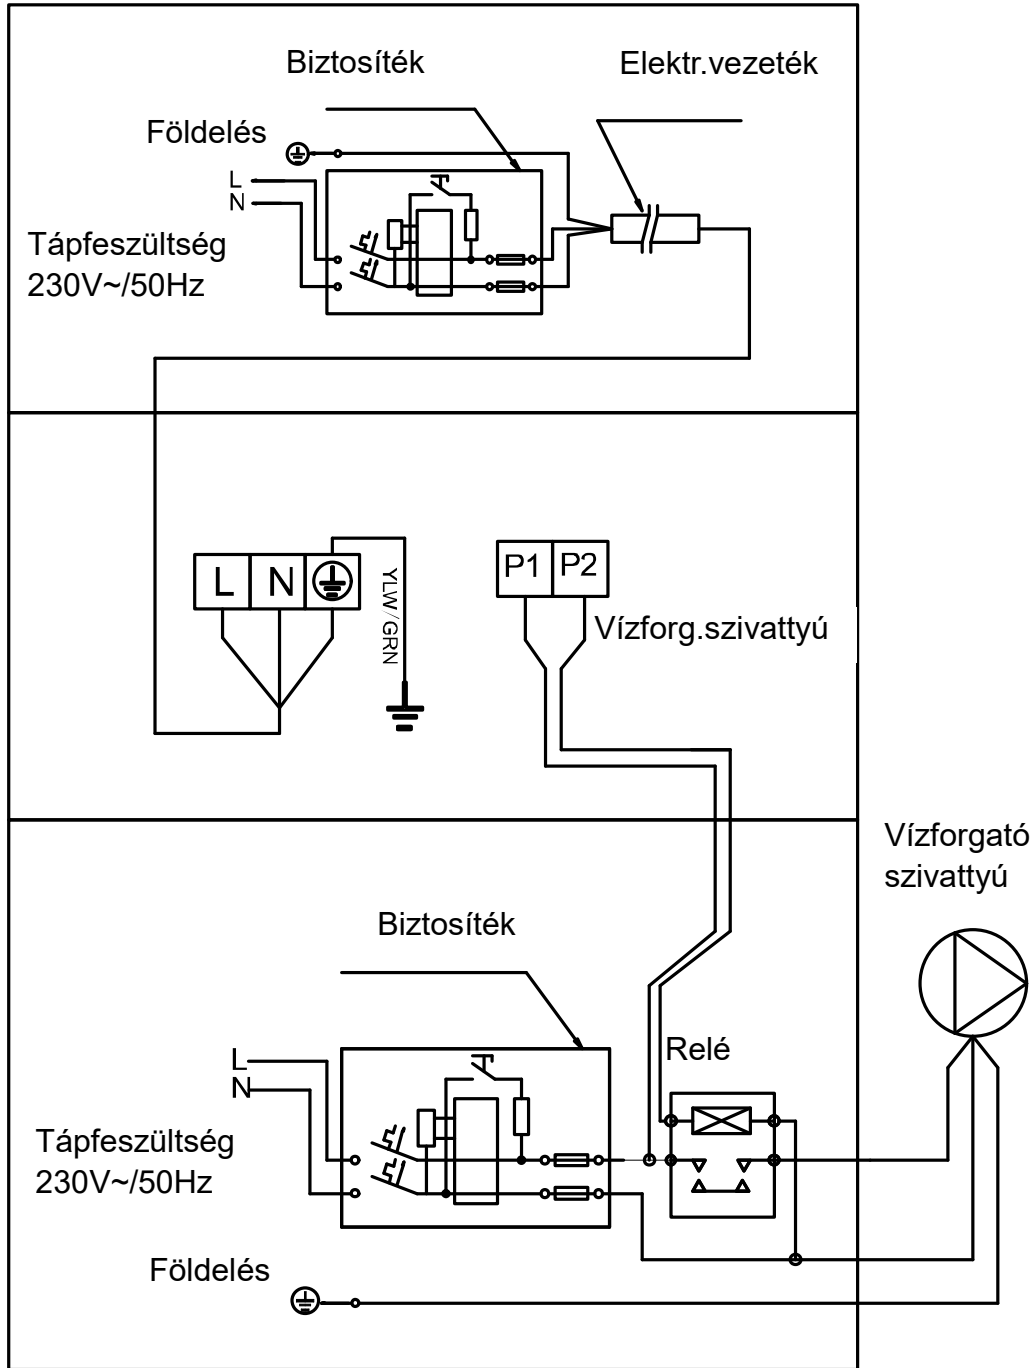 Biztosíték
Elektr.vezeték
Földelés
L
N
Tápfeszültség
230V~/50Hz
L N
YLW/GRN
P1 P2
Vízforg.szivattyú
Vízforgató
szivattyú
Biztosíték
Relé
L
N
Tápfeszültség
230V~/50Hz
Földelés